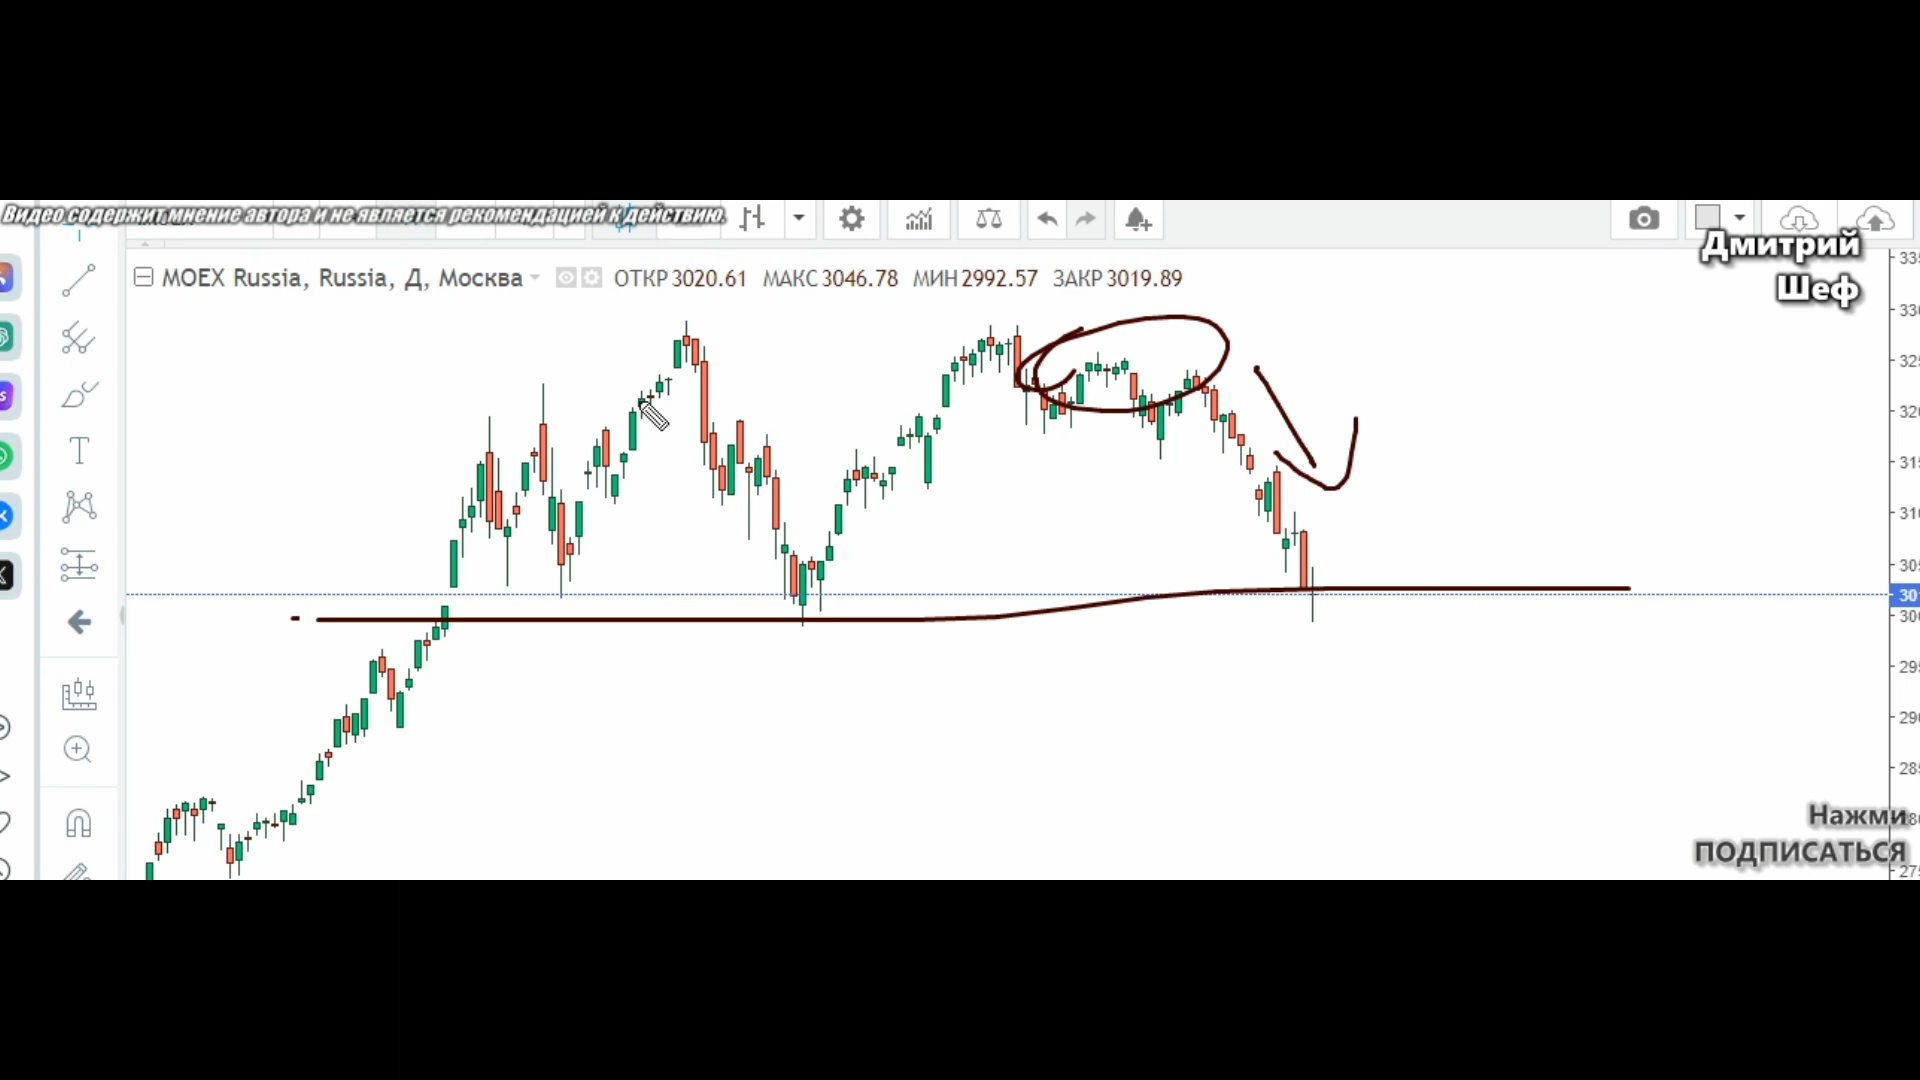 Видео содержит мнение автора и не является рекомендацией к действию.
Дмитрий
Шеф
MOEX Russia, Russia, Д, Москва
ОТКР 3020.61 МАКС 3046.78 МИН 2992.57 ЗАКР 3019.89
T
Нажми
ПОДПИСАТЬСЯ